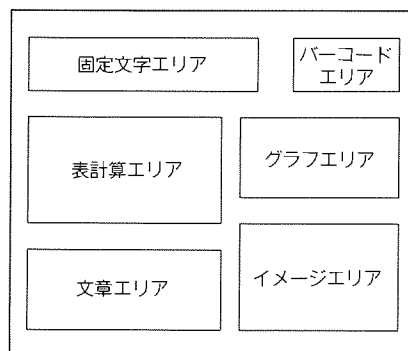 固定文字エリア
バーコード
エリア
表計算エリア
グラフエリア
文章エリア
イメージエリア